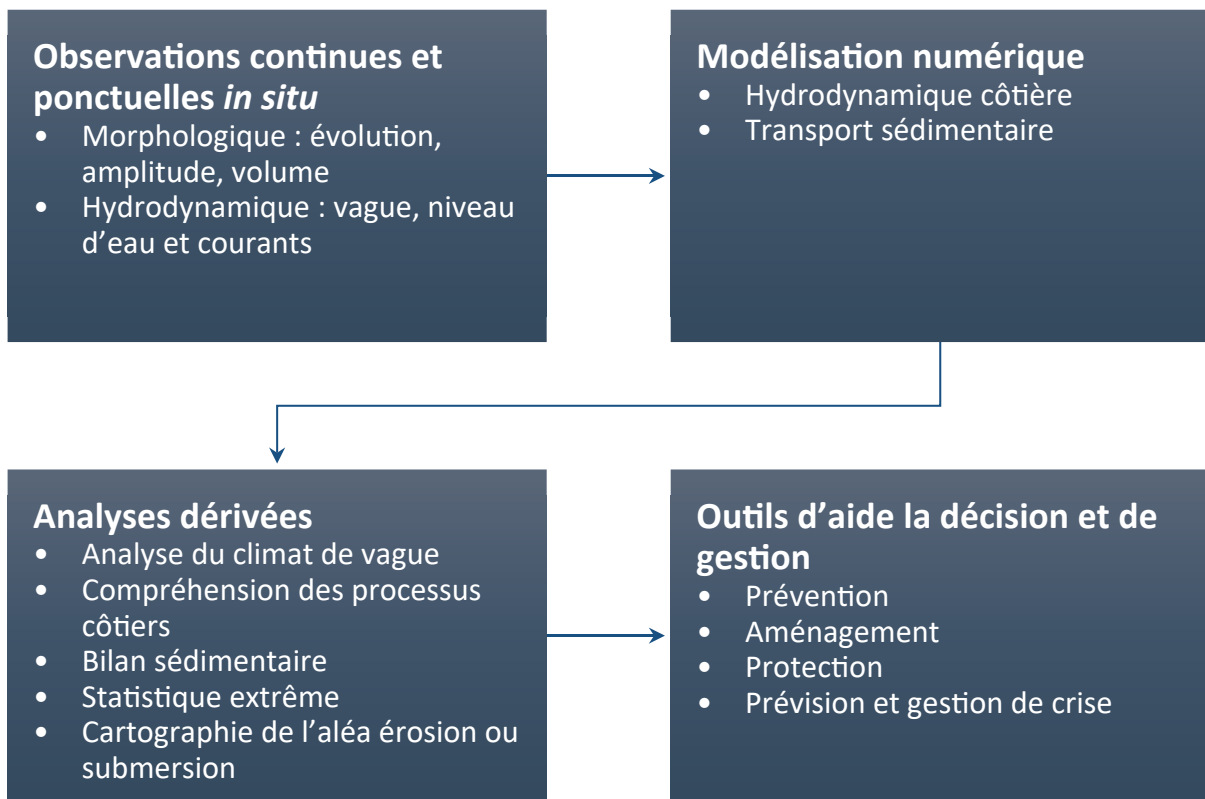 Observations continues et
ponctuelles in situ
• Morphologique : évolution,
amplitude, volume
• Hydrodynamique : vague, niveau
d’eau et courants
Modélisation numérique
• Hydrodynamique côtière
• Transport sédimentaire
Analyses dérivées
• Analyse du climat de vague
• Compréhension des processus
côtiers
• Bilan sédimentaire
• Statistique extrême
• Cartographie de l’aléa érosion ou
submersion
Outils d’aide la décision et de
gestion
• Prévention
• Aménagement
• Protection
• Prévision et gestion de crise